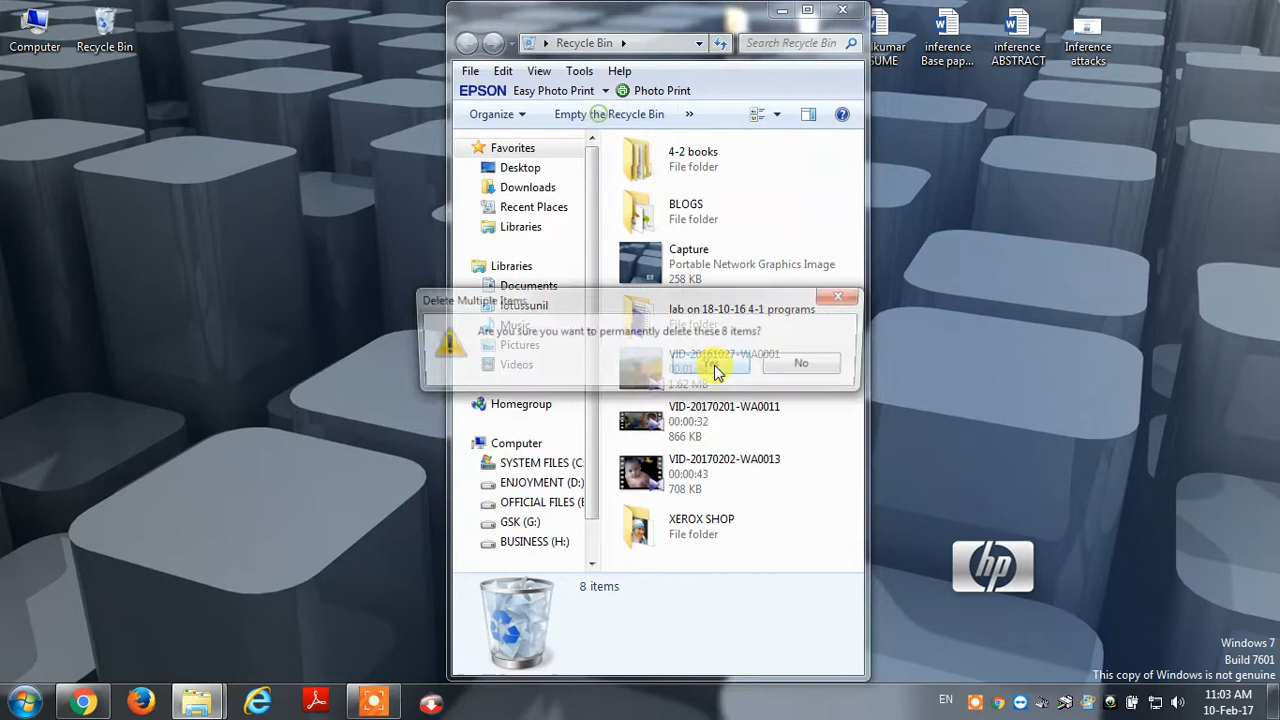 Computer
Recycle Bin
kumar
SUME
inference
Base pap...
inference
ABSTRACT
Inference
attacks
Recycle Bin
Search Recycle Bin
File Edit View Tools Help
EPSON Easy Photo Print Photo Print
Organize Empty the Recycle Bin »
Favorites
Desktop
Downloads
Recent Places
Libraries
Libraries
Documents
lotussunil
Music
Pictures
Videos
Homegroup
Computer
SYSTEM FILES (C:
ENJOYMENT (D:)
OFFICIAL FILES (E
GSK (G:)
BUSINESS (H:)
4-2 books
File folder
BLOGS
File folder
Capture
Portable Network Graphics Image
258 KB
lab on 18-10-16 4-1 programs
File folder
VID-20161027-WA0001
1.62 MB
VID-20170201-WA0011
00:00:32
866 KB
VID-20170202-WA0013
00:00:43
708 KB
XEROX SHOP
File folder
Delete Multiple Items
Are you sure you want to permanently delete these 8 items?
Yes
No
8 items
hp
Windows 7
Build 7601
This copy of Windows is not genuine
EN
11:03 AM
10-Feb-17